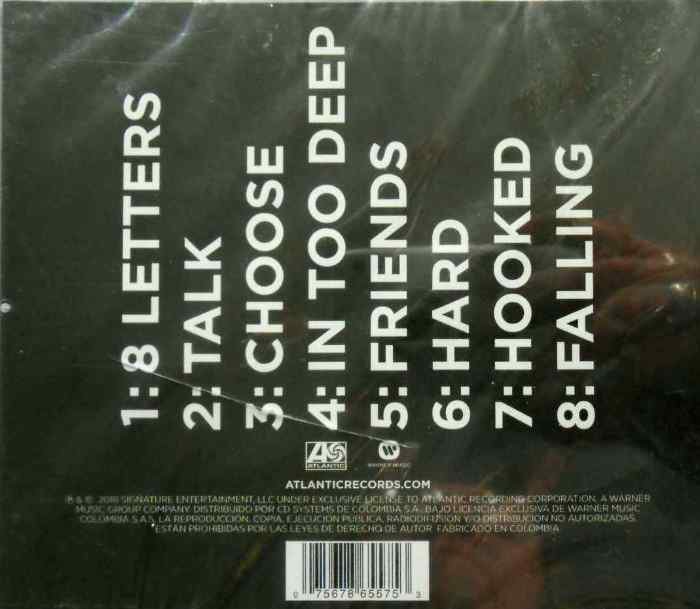 1: 8 LETTERS
2: TALK
3: CHOOSE
4: IN TOO DEEP
5: FRIENDS
6: HARD
7: HOOKED
8: FALLING
ATLANTIC
WARNER MUSIC
ATLANTICRECORDS.COM
℗ & © 2018 SIGNATURE ENTERTAINMENT, LLC UNDER EXCLUSIVE LICENSE TO ATLANTIC RECORDING CORPORATION. A WARNER
MUSIC GROUP COMPANY. DISTRIBUIDO POR CD SYSTEMS DE COLOMBIA S.A. BAJO LICENCIA EXCLUSIVA DE WARNER MUSIC
COLOMBIA S.A.S. LA REPRODUCCION, COPIA, EJECUCION PUBLICA, RADIODIFUSION Y/O DISTRIBUCION NO AUTORIZADAS,
ESTÁN PROHIBIDAS POR LAS LEYES DE DERECHO DE AUTOR. FABRICADO EN COLOMBIA
0 75678 65575 3